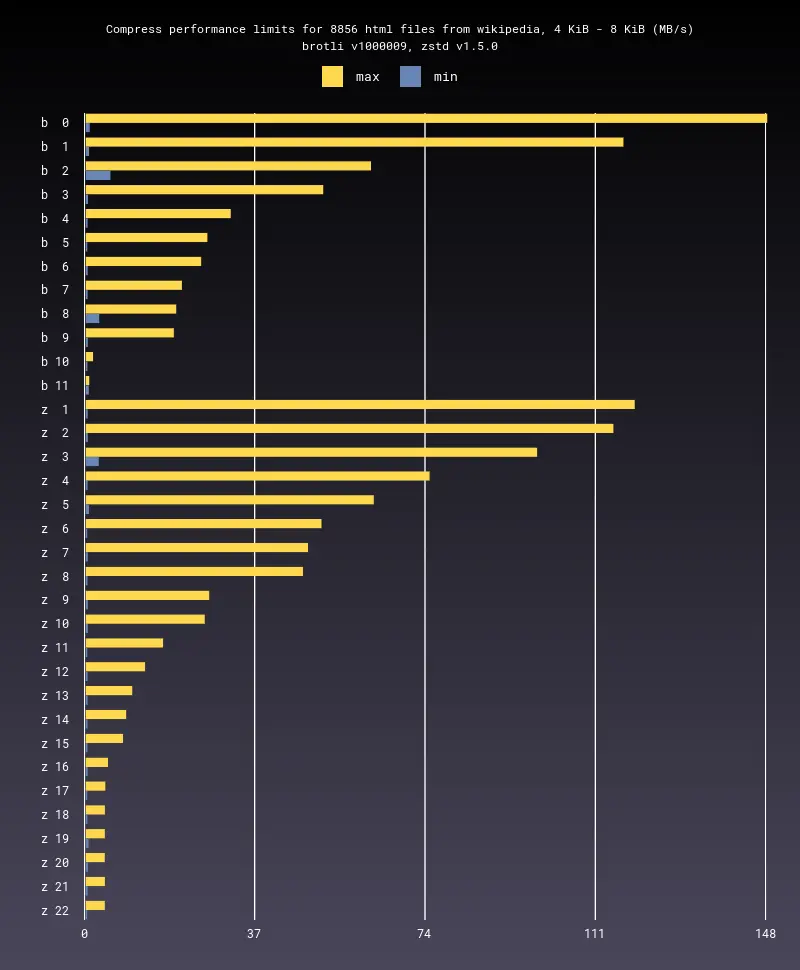 Compress performance limits for 8856 html files from wikipedia, 4 KiB - 8 KiB (MB/s)
brotli v1000009, zstd v1.5.0
max min
b 0
b 1
b 2
b 3
b 4
b 5
b 6
b 7
b 8
b 9
b 10
b 11
z 1
z 2
z 3
z 4
z 5
z 6
z 7
z 8
z 9
z 10
z 11
z 12
z 13
z 14
z 15
z 16
z 17
z 18
z 19
z 20
z 21
z 22
0 37 74 111 148